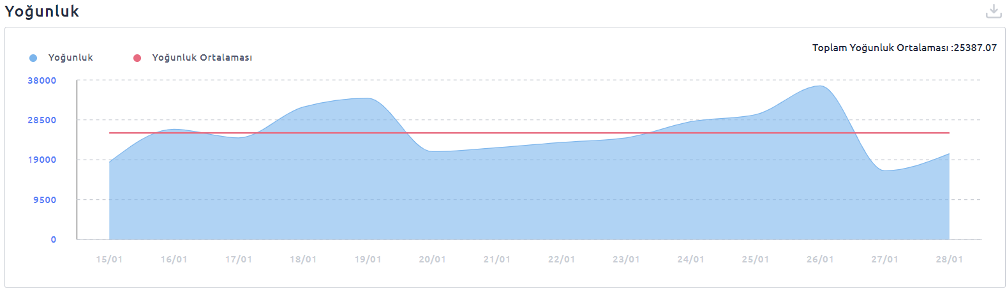 Yoğunluk
Toplam Yoğunluk Ortalaması :25387.07
Yoğunluk
Yoğunluk Ortalaması
38000
28500
19000
9500
0
15/01 16/01 17/01 18/01 19/01 20/01 21/01 22/01 23/01 24/01 25/01 26/01 27/01 28/01